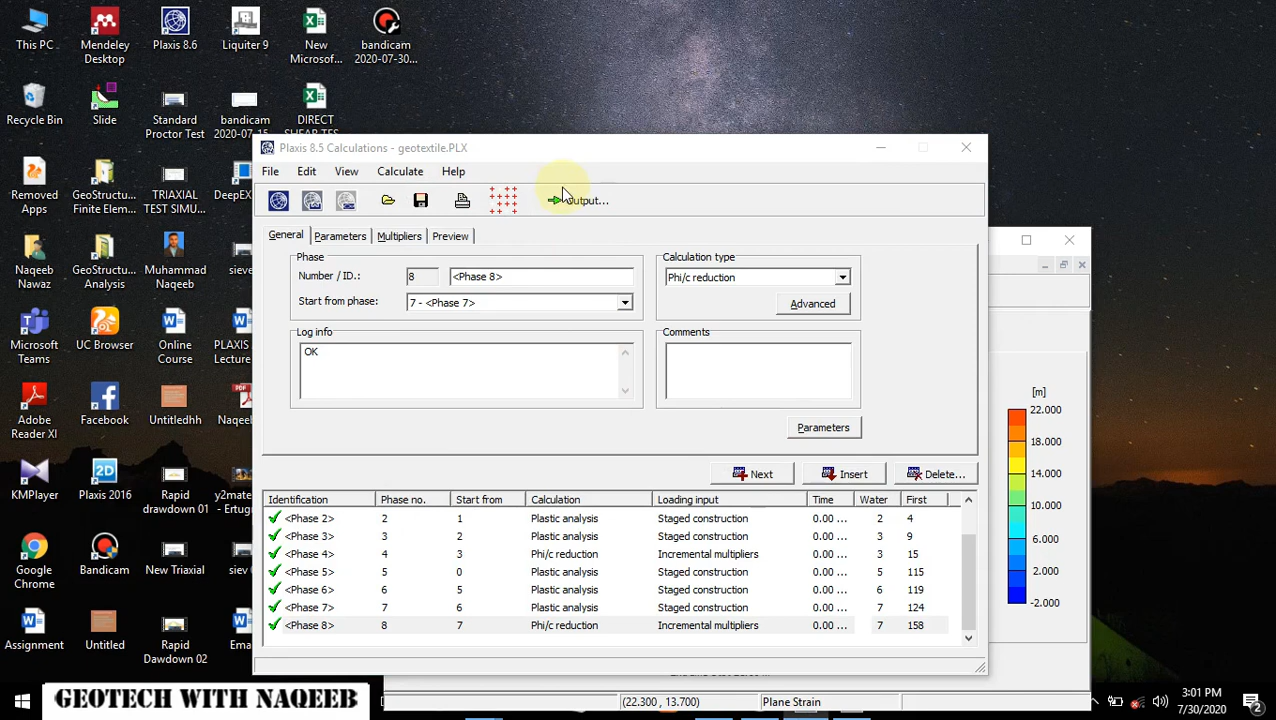 This PC
Mendeley
Desktop
Plaxis 8.6
Liquiter 9
New
Microsof...
bandicam
2020-07-30...
Recycle Bin
Slide
Standard
Proctor Test
bandicam
2020-07-15...
DIRECT
SHEAR TES...
Removed
Apps
GeoStructu...
Finite Elem...
TRIAXIAL
TEST SIMU...
DeepEX
Naqeeb
Nawaz
GeoStructu...
Analysis
Muhammad
Naqeeb
siev
Microsoft
Teams
UC Browser
Online
Course
PLAXIS
Lecture
Adobe
Reader XI
Facebook
Untitledhh
Naqee
KMPlayer
Plaxis 2016
Rapid
drawdown 01
y2mate
- Ertug
Google
Chrome
Bandicam
New Triaxial
siev
Assignment
Untitled
Rapid
Dawdown 02
Ema
Plaxis 8.5 Calculations - geotextile.PLX
File
Edit
View
Calculate
Help
Output...
General
Parameters
Multipliers
Preview
Phase
Number / ID.:
8
<Phase 8>
Start from phase:
7 - <Phase 7>
Calculation type
Phi/c reduction
Advanced
Log info
OK
Comments
Parameters
Next
Insert
Delete...
Identification Phase no. Start from Calculation Loading input Time Water First
<Phase 2> 2 1 Plastic analysis Staged construction 0.00 ... 2 4
<Phase 3> 3 2 Plastic analysis Staged construction 0.00 ... 3 9
<Phase 4> 4 3 Phi/c reduction Incremental multipliers 0.00 ... 3 15
<Phase 5> 5 0 Plastic analysis Staged construction 0.00 ... 5 115
<Phase 6> 6 5 Plastic analysis Staged construction 0.00 ... 6 119
<Phase 7> 7 6 Plastic analysis Staged construction 0.00 ... 7 124
<Phase 8> 8 7 Phi/c reduction Incremental multipliers 0.00 ... 7 158
[m]
22.000
18.000
14.000
10.000
6.000
2.000
-2.000
(22.300 , 13.700)
Plane Strain
GEOTECH WITH NAQEEB
3:01 PM
7/30/2020
2